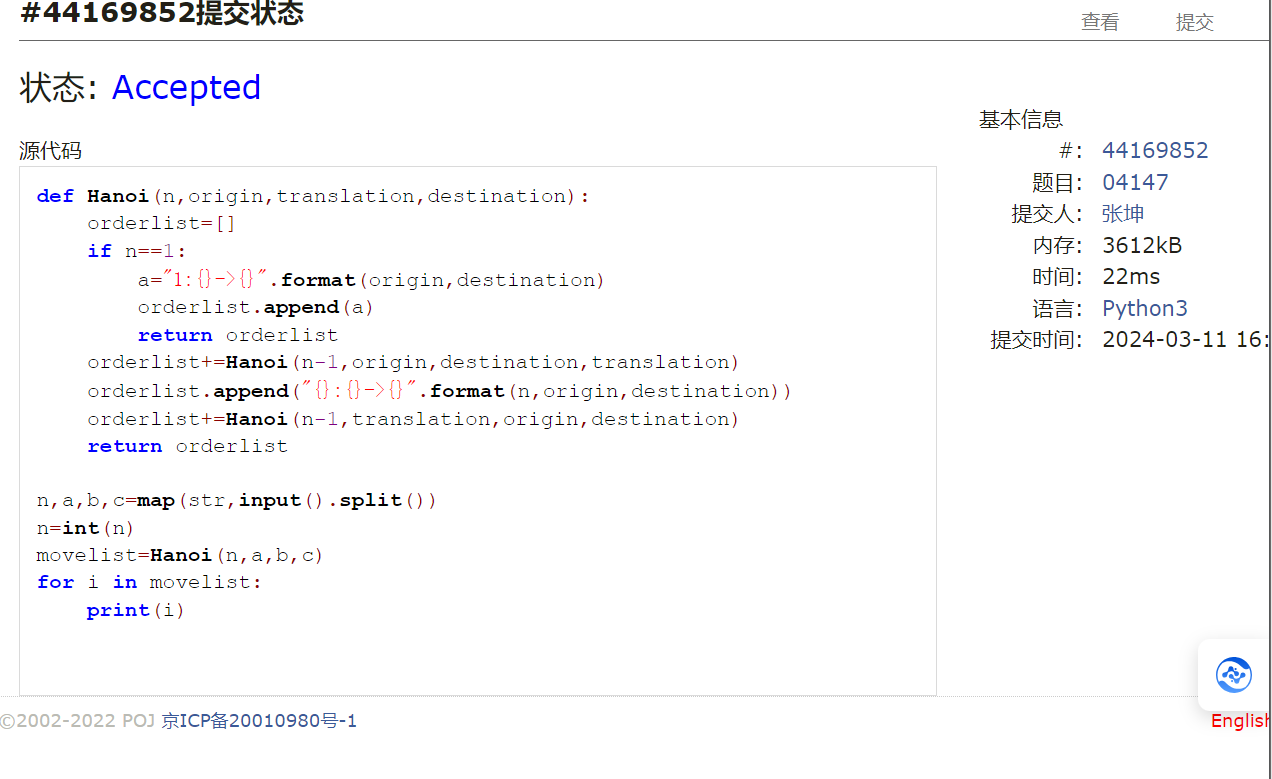 #44169852提交状态
查看 提交
状态: Accepted
源代码
def Hanoi(n,origin,translation,destination):
    orderlist=[]
    if n==1:
        a="1:{}->{}".format(origin,destination)
        orderlist.append(a)
        return orderlist
    orderlist+=Hanoi(n-1,origin,destination,translation)
    orderlist.append("{}:{}->{}".format(n,origin,destination))
    orderlist+=Hanoi(n-1,translation,origin,destination)
    return orderlist
n,a,b,c=map(str,input().split())
n=int(n)
movelist=Hanoi(n,a,b,c)
for i in movelist:
    print(i)
基本信息
#: 44169852
题目: 04147
提交人: 张坤
内存: 3612kB
时间: 22ms
语言: Python3
提交时间: 2024-03-11 16:
©2002-2022 POJ 京ICP备20010980号-1
English